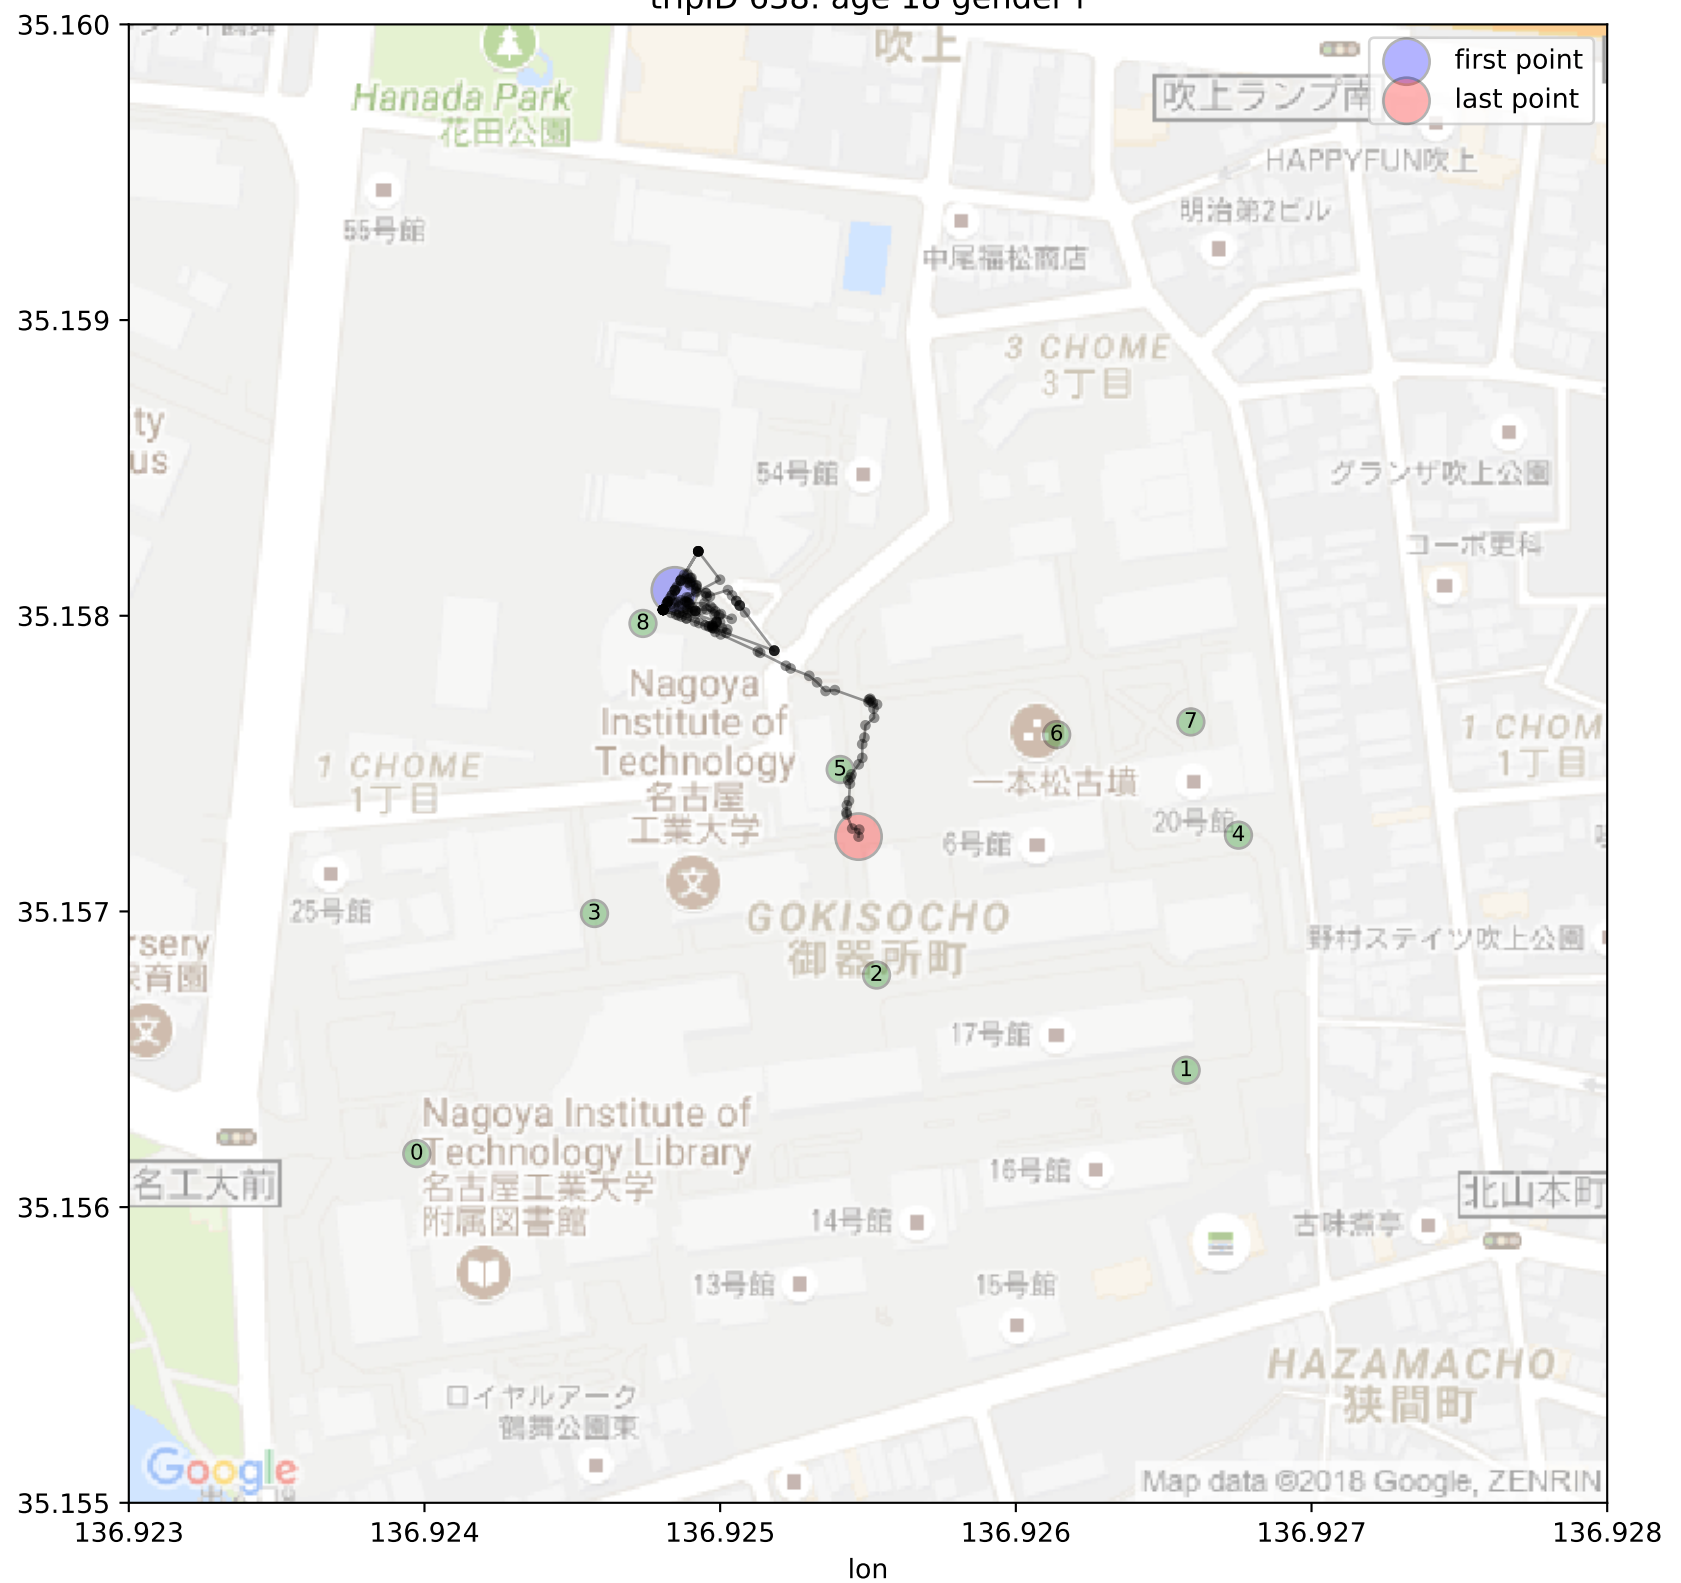 35.160
吹上
first point
last point
吹上ランプ南
Hanada Park
花田公園
HAPPYFUN吹上
55号館
明治第2ビル
中尾福松商店
35.159
3 CHOME
3丁目
ty
us
54号館
グランザ吹上公園
コーポ更科
35.158
8
Nagoya
Institute of
Technology
名古屋
工業大学
7
6
1 CHOM
1丁目
1 CHOME
1丁目
5
一本松古墳
20号館
4
6号館
25号館
3
35.157
GOKISOCHO
御器所町
野村ステイツ吹上公園
rsery
保育園
2
17号館
1
Nagoya Institute of
Technology Library
名古屋工業大学
附属図書館
0
名工大前
16号館
北山本町
35.156
14号館
古味煮亭
13号館
15号館
HAZAMACHO
狭間町
ロイヤルアーク
鶴舞公園東
Google
Map data ©2018 Google, ZENRIN
35.155
136.923
136.924
136.925
136.926
136.927
136.928
lon